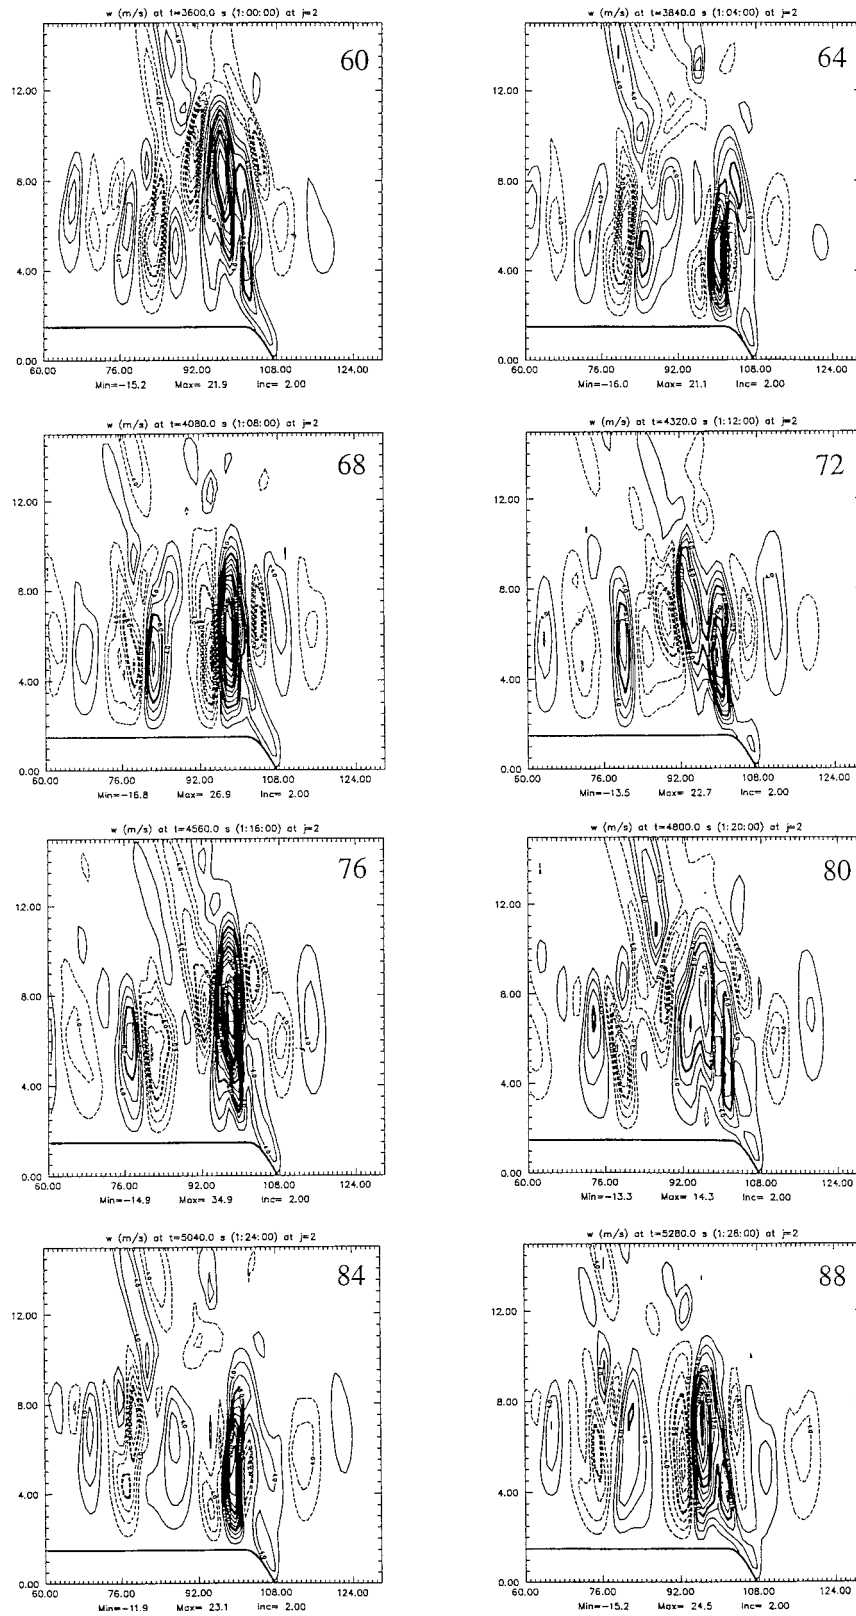 w (m/s) at t=3600.0 s (1:00:00) at j=2
60
12.00
8.00
4.00
0.00
60.00 76.00 92.00 108.00 124.00
Min=-15.2 Max= 21.9 Inc= 2.00
w (m/s) at t=3840.0 s (1:04:00) at j=2
64
12.00
8.00
4.00
0.00
60.00 76.00 92.00 108.00 124.00
Min=-16.0 Max= 21.1 Inc= 2.00
w (m/s) at t=4080.0 s (1:08:00) at j=2
68
12.00
8.00
4.00
0.00
60.00 76.00 92.00 108.00 124.00
Min=-16.8 Max= 26.9 Inc= 2.00
w (m/s) at t=4320.0 s (1:12:00) at j=2
72
12.00
8.00
4.00
0.00
60.00 76.00 92.00 108.00 124.00
Min=-13.5 Max= 22.7 Inc= 2.00
w (m/s) at t=4560.0 s (1:16:00) at j=2
76
12.00
8.00
4.00
0.00
60.00 76.00 92.00 108.00 124.00
Min=-14.9 Max= 34.9 Inc= 2.00
w (m/s) at t=4800.0 s (1:20:00) at j=2
80
12.00
8.00
4.00
0.00
60.00 76.00 92.00 108.00 124.00
Min=-13.3 Max= 14.3 Inc= 2.00
w (m/s) at t=5040.0 s (1:24:00) at j=2
84
12.00
8.00
4.00
0.00
60.00 76.00 92.00 108.00 124.00
Min=-11.9 Max= 23.1 Inc= 2.00
w (m/s) at t=5280.0 s (1:28:00) at j=2
88
12.00
8.00
4.00
0.00
60.00 76.00 92.00 108.00 124.00
Min=-15.2 Max= 24.5 Inc= 2.00